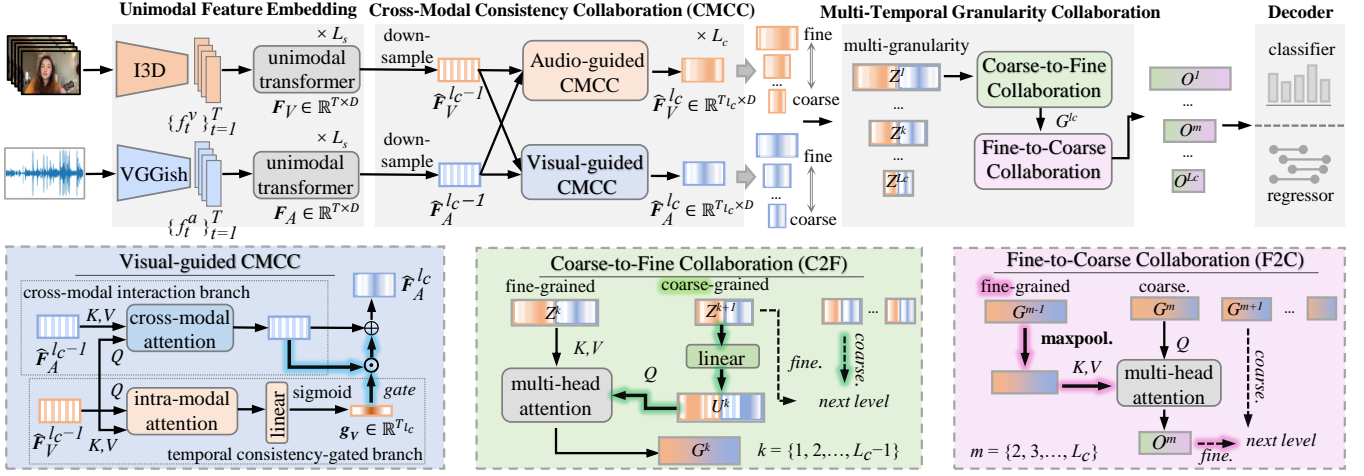 Unimodal Feature Embedding
Cross-Modal Consistency Collaboration (CMCC)
Multi-Temporal Granularity Collaboration
Decoder
I3D
{f_t^v}_{t=1}^T
× L_s
unimodal
transformer
F_V ∈ ℝ^{T×D}
VGGish
{f_t^a}_{t=1}^T
× L_s
unimodal
transformer
F_A ∈ ℝ^{T×D}
down-
sample
F̂_V^{l_c-1}
down-
sample
F̂_A^{l_c-1}
× L_c
Audio-guided
CMCC
F̂_V^{l_c} ∈ ℝ^{T_{l_c}×D}
Visual-guided
CMCC
F̂_A^{l_c} ∈ ℝ^{T_{l_c}×D}
fine
...
coarse
fine
...
coarse
multi-granularity
Z^1
...
Z^k
...
Z^{Lc}
Coarse-to-Fine
Collaboration
G^{lc}
Fine-to-Coarse
Collaboration
O^1
...
O^m
...
O^{Lc}
classifier
regressor
Visual-guided CMCC
cross-modal interaction branch
K,V
cross-modal
attention
F̂_A^{l_c}
F̂_A^{l_c-1}
Q
Q
intra-modal
attention
linear
sigmoid
gate
F̂_V^{l_c-1}
K,V
g_V ∈ ℝ^{T_{l_c}}
temporal consistency-gated branch
Coarse-to-Fine Collaboration (C2F)
fine-grained
coarse-grained
Z^k
Z^{k+1}
...
K,V
linear
fine.
coarse.
Q
multi-head
attention
U^k
next level
G^k
k = {1, 2,..., L_c−1}
Fine-to-Coarse Collaboration (F2C)
fine-grained
coarse.
G^{m-1}
G^m
G^{m+1}
...
maxpool.
Q
K,V
multi-head
attention
coarse.
O^m
fine.
next level
m = {2, 3,..., L_c}